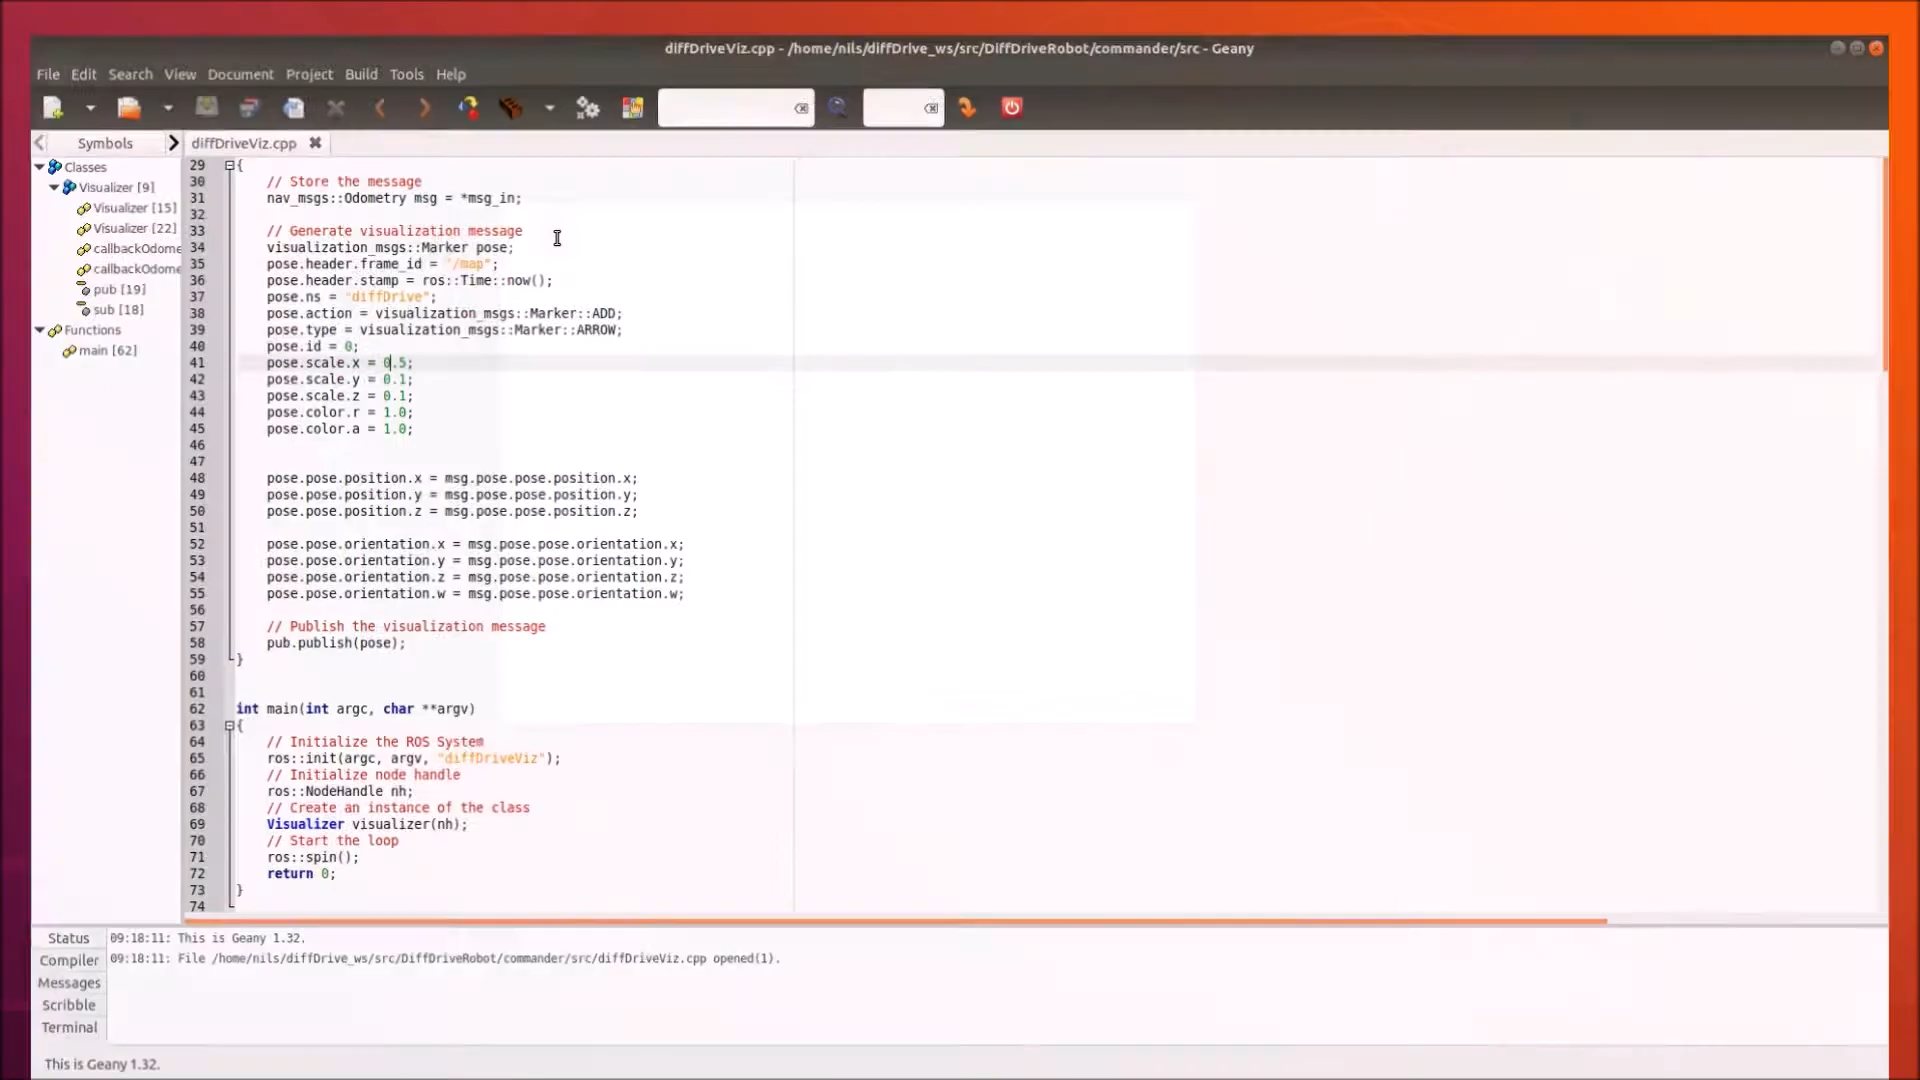 diffDriveViz.cpp - /home/nils/diffDrive_ws/src/DiffDriveRobot/commander/src - Geany
File Edit Search View Document Project Build Tools Help
Symbols
diffDriveViz.cpp
Classes
Visualizer [9]
Visualizer [15]
Visualizer [22]
callbackOdome
callbackOdome
pub [19]
sub [18]
Functions
main [62]
29 {
30 // Store the message
31 nav_msgs::Odometry msg = *msg_in;
32
33 // Generate visualization message
34 visualization_msgs::Marker pose;
35 pose.header.frame_id = "/map";
36 pose.header.stamp = ros::Time::now();
37 pose.ns = "diffDrive";
38 pose.action = visualization_msgs::Marker::ADD;
39 pose.type = visualization_msgs::Marker::ARROW;
40 pose.id = 0;
41 pose.scale.x = 0.5;
42 pose.scale.y = 0.1;
43 pose.scale.z = 0.1;
44 pose.color.r = 1.0;
45 pose.color.a = 1.0;
46
47
48 pose.pose.position.x = msg.pose.pose.position.x;
49 pose.pose.position.y = msg.pose.pose.position.y;
50 pose.pose.position.z = msg.pose.pose.position.z;
51
52 pose.pose.orientation.x = msg.pose.pose.orientation.x;
53 pose.pose.orientation.y = msg.pose.pose.orientation.y;
54 pose.pose.orientation.z = msg.pose.pose.orientation.z;
55 pose.pose.orientation.w = msg.pose.pose.orientation.w;
56
57 // Publish the visualization message
58 pub.publish(pose);
59 }
60
61
62 int main(int argc, char **argv)
63 {
64 // Initialize the ROS System
65 ros::init(argc, argv, "diffDriveViz");
66 // Initialize node handle
67 ros::NodeHandle nh;
68 // Create an instance of the class
69 Visualizer visualizer(nh);
70 // Start the loop
71 ros::spin();
72 return 0;
73 }
74
Status
Compiler
Messages
Scribble
Terminal
09:18:11: This is Geany 1.32.
09:18:11: File /home/nils/diffDrive_ws/src/DiffDriveRobot/commander/src/diffDriveViz.cpp opened(1).
This is Geany 1.32.